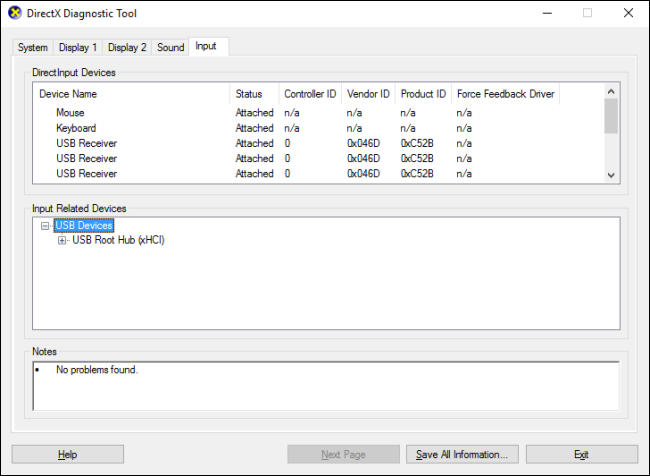 DirectX Diagnostic Tool
System Display 1 Display 2 Sound Input
DirectInput Devices
Device Name Status Controller ID Vendor ID Product ID Force Feedback Driver
Mouse Attached n/a n/a n/a n/a
Keyboard Attached n/a n/a n/a n/a
USB Receiver Attached 0 0x046D 0xC52B n/a
USB Receiver Attached 0 0x046D 0xC52B n/a
USB Receiver Attached 0 0x046D 0xC52B n/a
Input Related Devices
USB Devices
USB Root Hub (xHCI)
Notes
• No problems found.
Help Next Page Save All Information... Exit